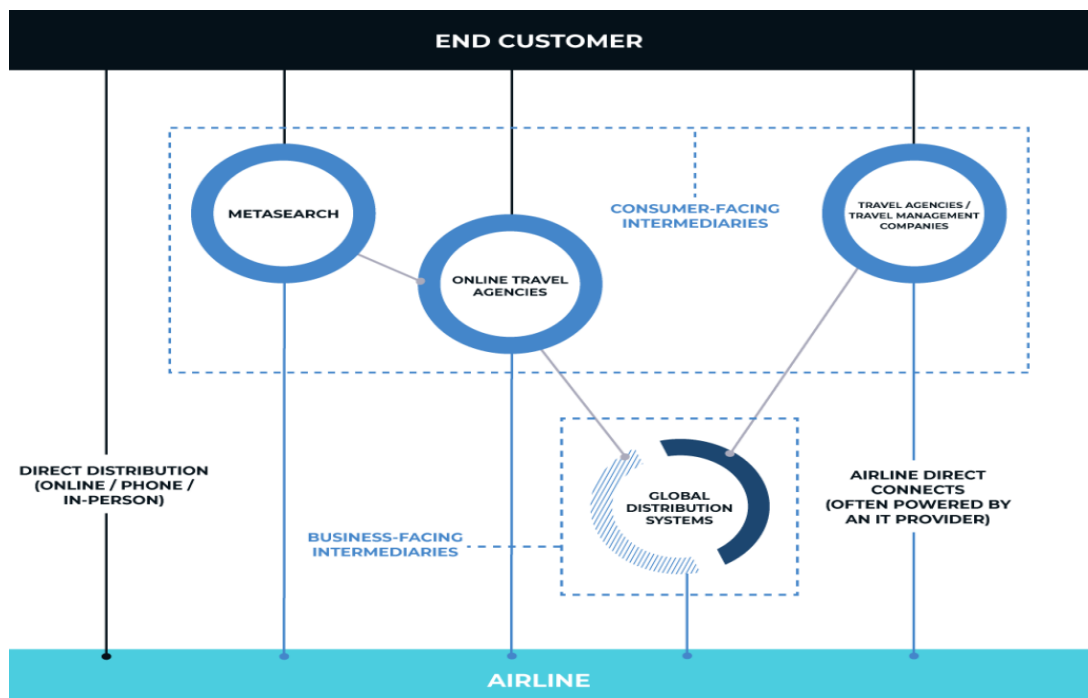 END CUSTOMER
METASEARCH
CONSUMER-FACING
INTERMEDIARIES
TRAVEL AGENCIES /
TRAVEL MANAGEMENT
COMPANIES
ONLINE TRAVEL
AGENCIES
DIRECT DISTRIBUTION
(ONLINE / PHONE /
IN-PERSON)
GLOBAL
DISTRIBUTION
SYSTEMS
AIRLINE DIRECT
CONNECTS
(OFTEN POWERED BY
AN IT PROVIDER)
BUSINESS-FACING
INTERMEDIARIES
AIRLINE